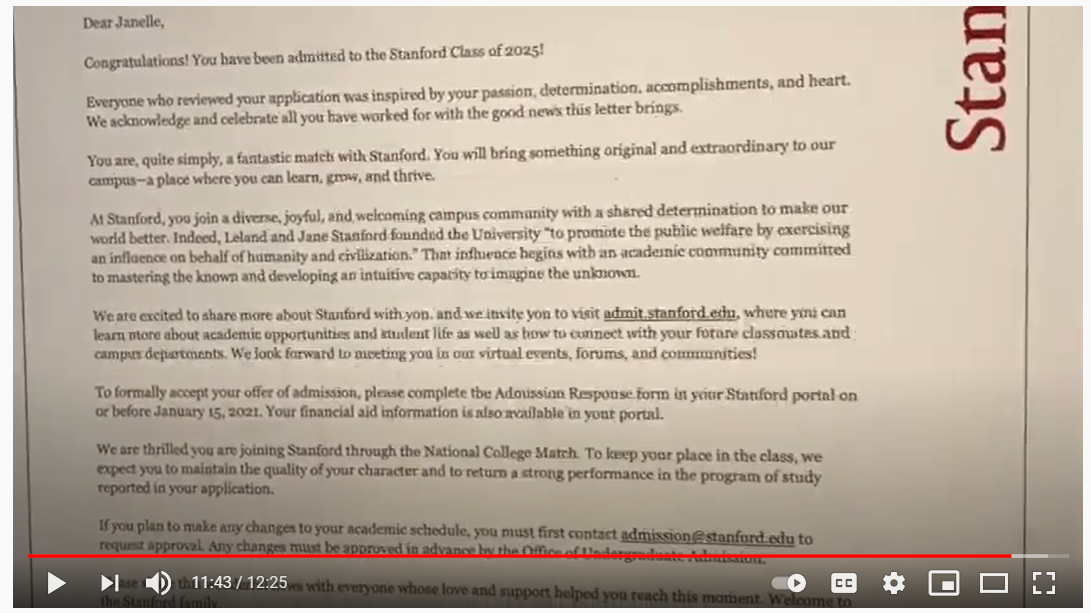 Dear Janelle,
Congratulations! You have been admitted to the Stanford Class of 2025!
Everyone who reviewed your application was inspired by your passion, determination, accomplishments, and heart.
We acknowledge and celebrate all you have worked for with the good news this letter brings.
You are, quite simply, a fantastic match with Stanford. You will bring something original and extraordinary to our
campus—a place where you can learn, grow, and thrive.
At Stanford, you join a diverse, joyful, and welcoming campus community with a shared determination to make our
world better. Indeed, Leland and Jane Stanford founded the University "to promote the public welfare by exercising
an influence on behalf of humanity and civilization." That influence begins with an academic community committed
to mastering the known and developing an intuitive capacity to imagine the unknown.
We are excited to share more about Stanford with you, and we invite you to visit admit.stanford.edu, where you can
learn more about academic opportunities and student life as well as how to connect with your future classmates and
campus departments. We look forward to meeting you in our virtual events, forums, and communities!
To formally accept your offer of admission, please complete the Admission Response form in your Stanford portal on
or before January 15, 2021. Your financial aid information is also available in your portal.
We are thrilled you are joining Stanford through the National College Match. To keep your place in the class, we
expect you to maintain the quality of your character and to return a strong performance in the program of study
reported in your application.
If you plan to make any changes to your academic schedule, you must first contact admission@stanford.edu to
request approval. Any changes must be approved in advance by the Office of Undergraduate Admission.
with everyone whose love and support helped you reach this moment. Welcome to
the Stanford family.
Stan
11:43 / 12:25
CC